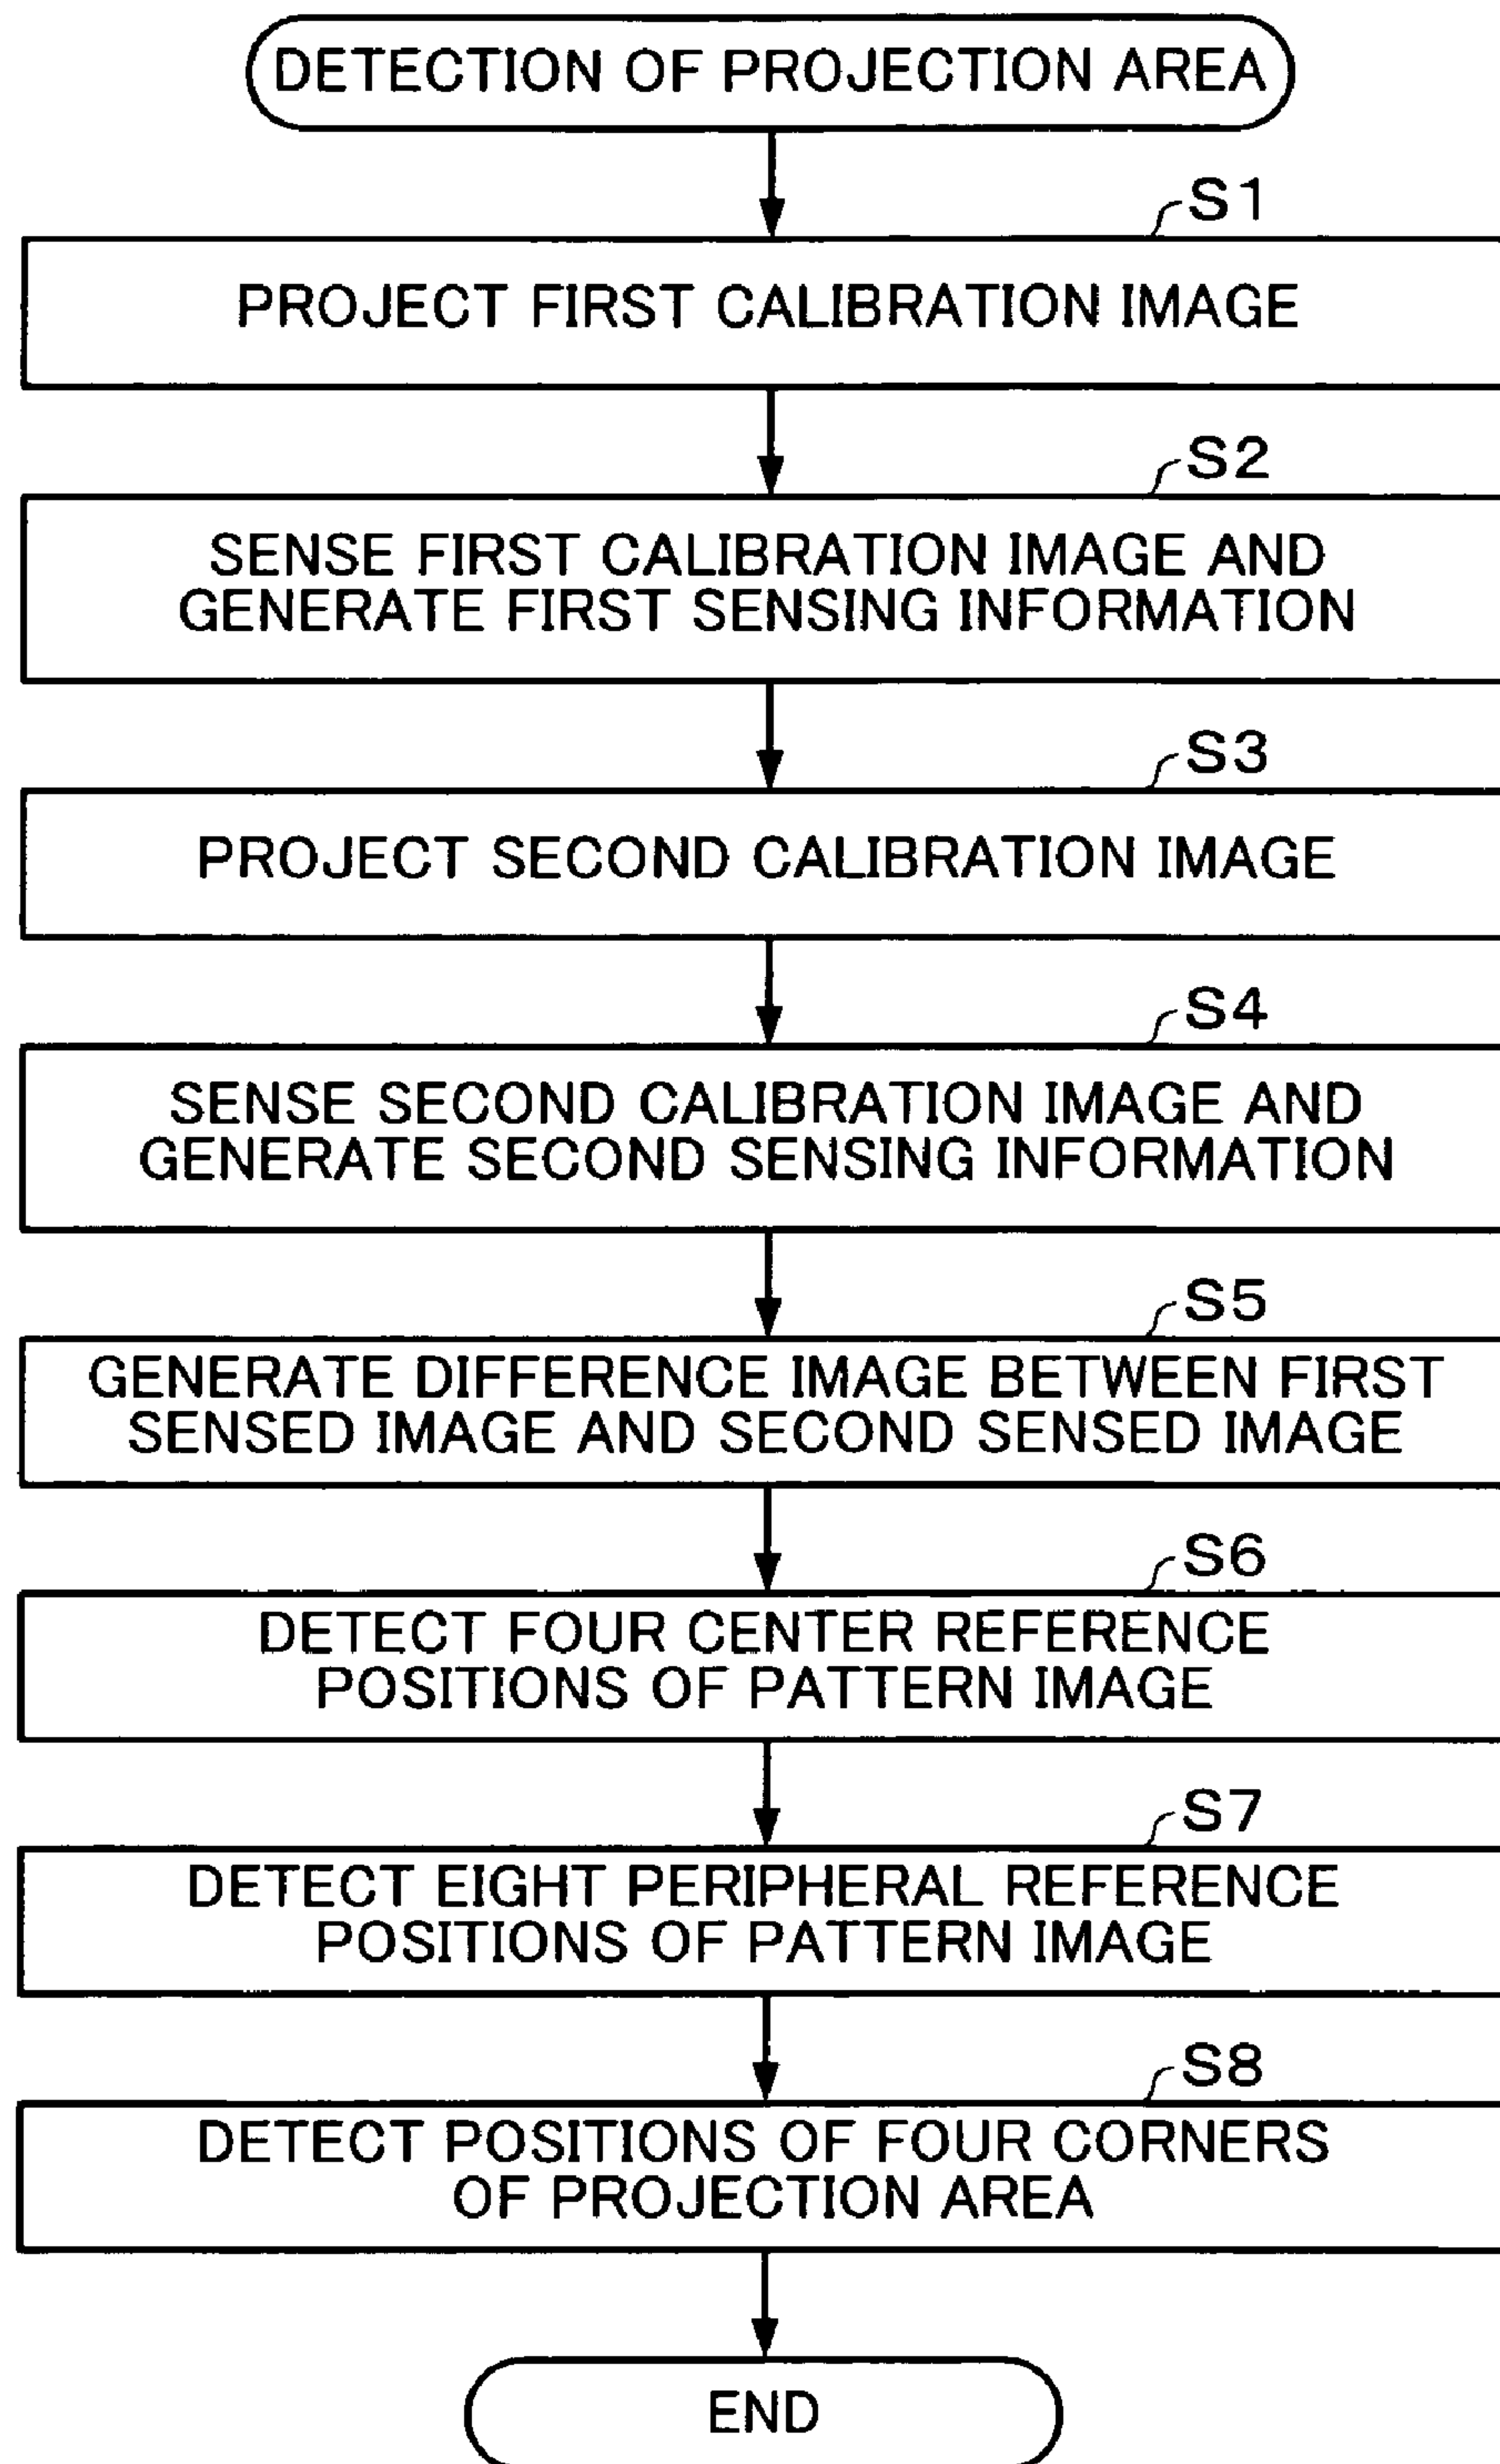 DETECTION OF PROJECTION AREA
S1
PROJECT FIRST CALIBRATION IMAGE
S2
SENSE FIRST CALIBRATION IMAGE AND
GENERATE FIRST SENSING INFORMATION
S3
PROJECT SECOND CALIBRATION IMAGE
S4
SENSE SECOND CALIBRATION IMAGE AND
GENERATE SECOND SENSING INFORMATION
S5
GENERATE DIFFERENCE IMAGE BETWEEN FIRST
SENSED IMAGE AND SECOND SENSED IMAGE
S6
DETECT FOUR CENTER REFERENCE
POSITIONS OF PATTERN IMAGE
S7
DETECT EIGHT PERIPHERAL REFERENCE
POSITIONS OF PATTERN IMAGE
S8
DETECT POSITIONS OF FOUR CORNERS
OF PROJECTION AREA
END